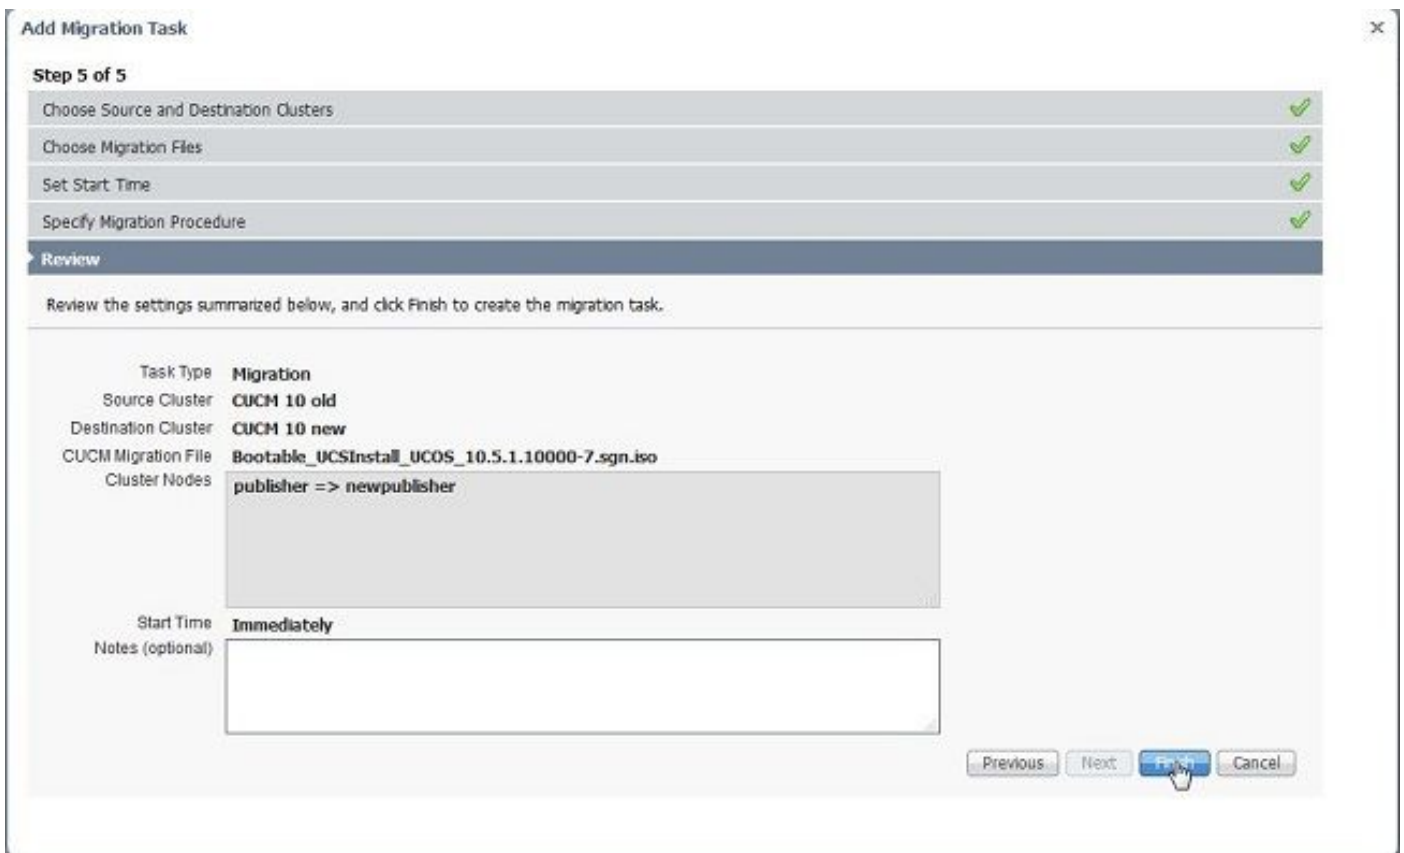 Add Migration Task
×
Step 5 of 5
Choose Source and Destination Clusters
Choose Migration Files
Set Start Time
Specify Migration Procedure
Review
Review the settings summarized below, and click Finish to create the migration task.
Task Type Migration
Source Cluster CUCM 10 old
Destination Cluster CUCM 10 new
CUCM Migration File Bootable_UCSInstall_UCOS_10.5.1.10000-7.sgn.iso
Cluster Nodes publisher => newpublisher
Start Time Immediately
Notes (optional)
Previous Next Finish Cancel